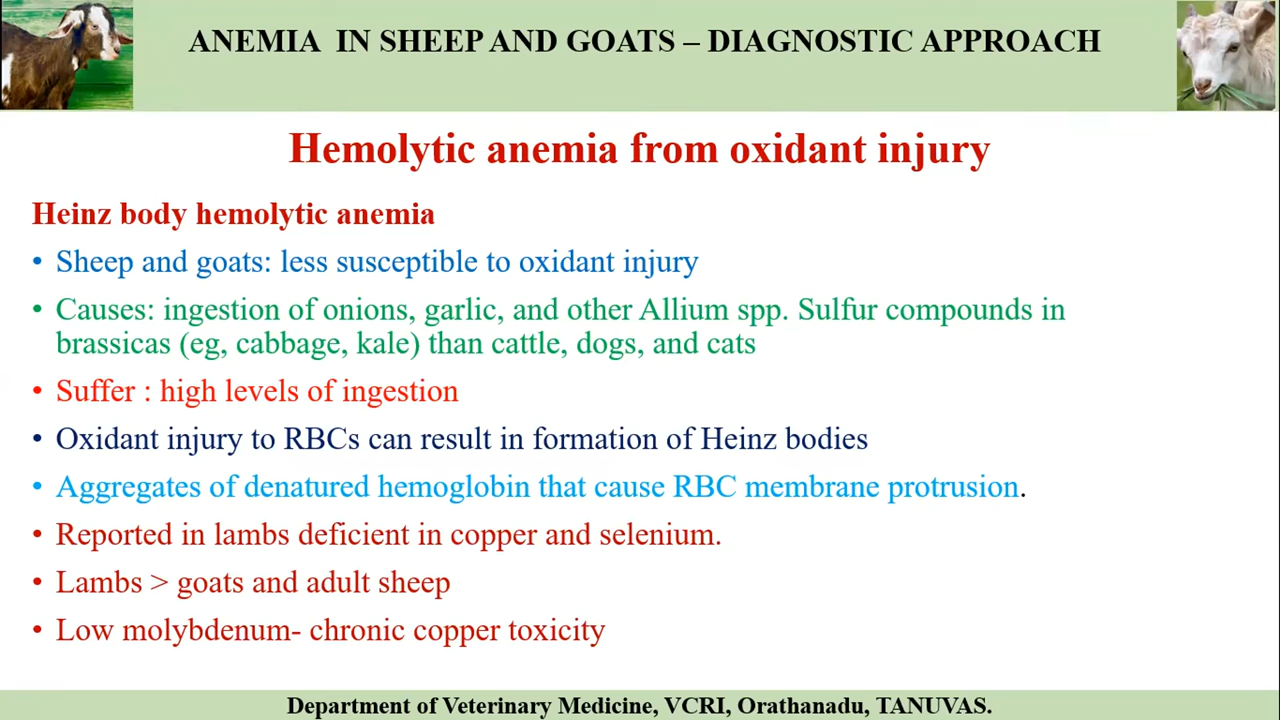 ANEMIA IN SHEEP AND GOATS – DIAGNOSTIC APPROACH
Hemolytic anemia from oxidant injury
Heinz body hemolytic anemia
• Sheep and goats: less susceptible to oxidant injury
• Causes: ingestion of onions, garlic, and other Allium spp. Sulfur compounds in
brassicas (eg, cabbage, kale) than cattle, dogs, and cats
• Suffer : high levels of ingestion
• Oxidant injury to RBCs can result in formation of Heinz bodies
• Aggregates of denatured hemoglobin that cause RBC membrane protrusion.
• Reported in lambs deficient in copper and selenium.
• Lambs > goats and adult sheep
• Low molybdenum- chronic copper toxicity
Department of Veterinary Medicine, VCRI, Orathanadu, TANUVAS.